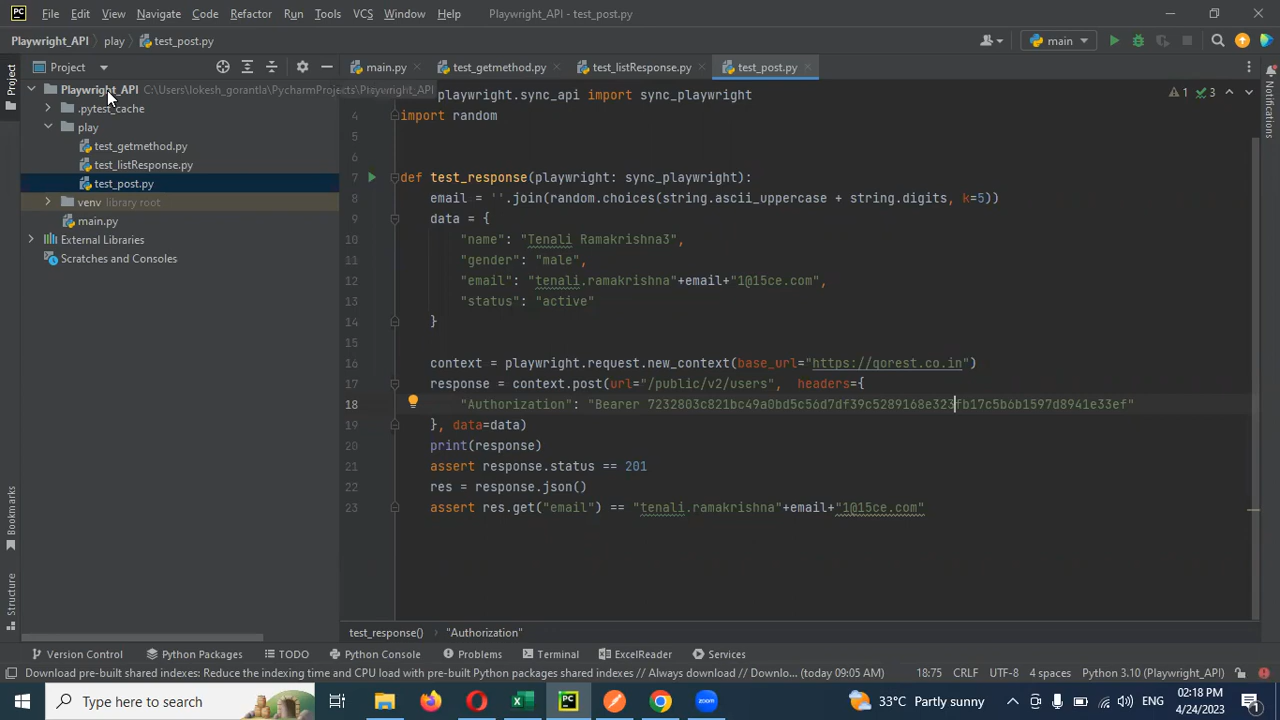 PC File Edit View Navigate Code Refactor Run Tools VCS Window Help Playwright_API - test_post.py
Playwright_API play test_post.py main
Project main.py test_getmethod.py test_listResponse.py test_post.py
Project
Playwright_API C:\Users\lokesh_gorantla\PycharmProjects\Playwright_API
.pytest_cache
play
test_getmethod.py
test_listResponse.py
test_post.py
venv library root
main.py
External Libraries
Scratches and Consoles
playwright.sync_api import sync_playwright
1 3
4 import random
5
6
7 def test_response(playwright: sync_playwright):
8 email = ''.join(random.choices(string.ascii_uppercase + string.digits, k=5))
9 data = {
10 "name": "Tenali Ramakrishna3",
11 "gender": "male",
12 "email": "tenali.ramakrishna"+email+"1@15ce.com",
13 "status": "active"
14 }
15
16 context = playwright.request.new_context(base_url="https://gorest.co.in")
17 response = context.post(url="/public/v2/users", headers={
18 "Authorization": "Bearer 7232803c821bc49a0bd5c56d7df39c5289168e323fb17c5b6b1597d8941e33ef"
19 }, data=data)
20 print(response)
21 assert response.status == 201
22 res = response.json()
23 assert res.get("email") == "tenali.ramakrishna"+email+"1@15ce.com"
Notifications
Bookmarks
Structure
test_response() "Authorization"
Version Control Python Packages TODO Python Console Problems Terminal ExcelReader Services
Download pre-built shared indexes: Reduce the indexing time and CPU load with pre-built Python packages shared indexes // Always download // Downlo... (today 09:05 AM) 18:75 CRLF UTF-8 4 spaces Python 3.10 (Playwright_API)
Type here to search
PC
zoom
33°C Partly sunny
ENG
02:18 PM
4/24/2023
1